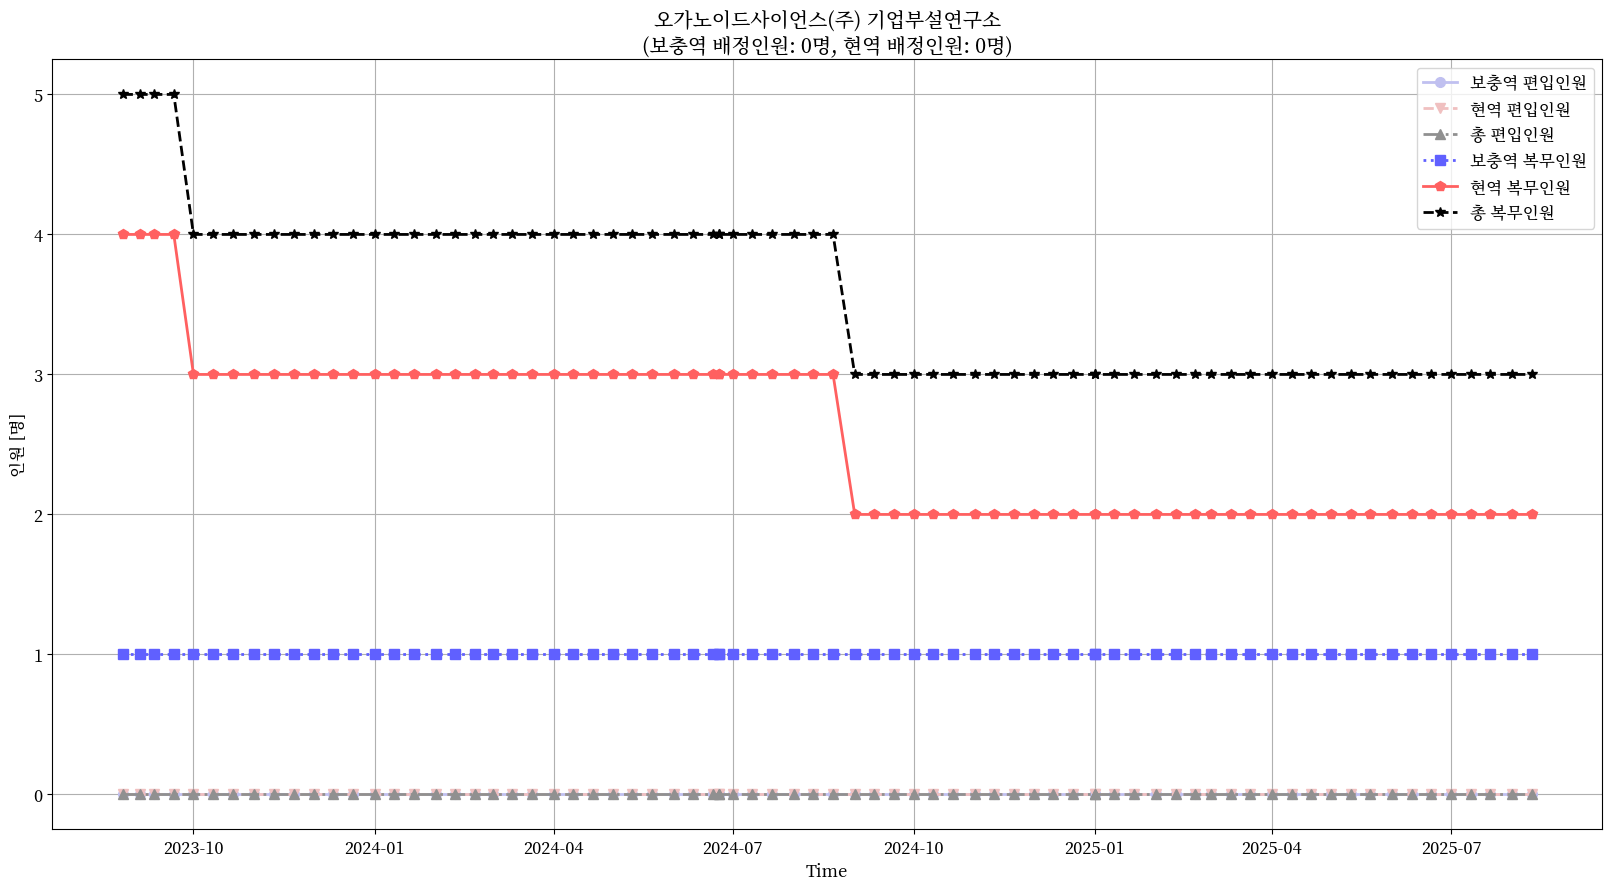 오가노이드사이언스(주) 기업부설연구소
(보충역 배정인원: 0명, 현역 배정인원: 0명)
보충역 편입인원
현역 편입인원
총 편입인원
보충역 복무인원
현역 복무인원
총 복무인원
인원 [명]
5
4
3
2
1
0
2023-10
2024-01
2024-04
2024-07
2024-10
2025-01
2025-04
2025-07
Time